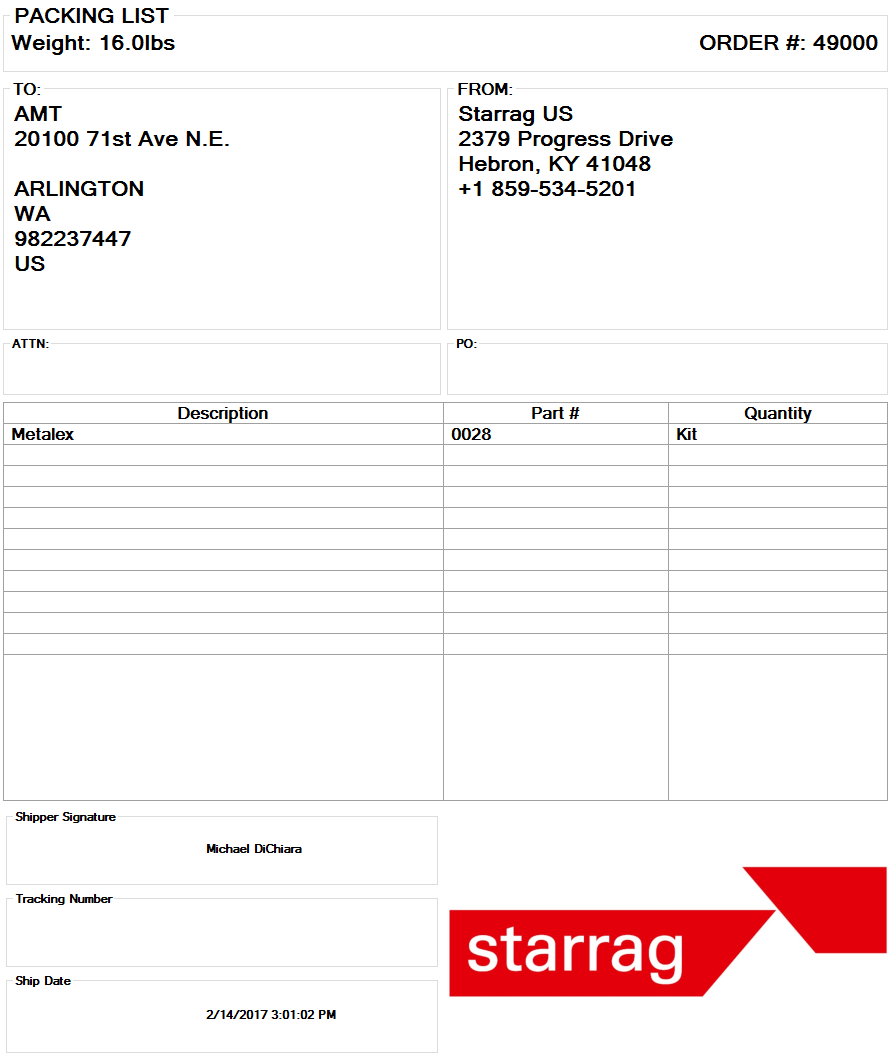 PACKING LIST
Weight: 16.0lbs
ORDER #: 49000
TO:
AMT
20100 71st Ave N.E.
ARLINGTON
WA
982237447
US
FROM:
Starrag US
2379 Progress Drive
Hebron, KY 41048
+1 859-534-5201
ATTN:
PO:
Description Part # Quantity
Metalex 0028 Kit
Shipper Signature
Michael DiChiara
Tracking Number
Ship Date
2/14/2017 3:01:02 PM
starrag